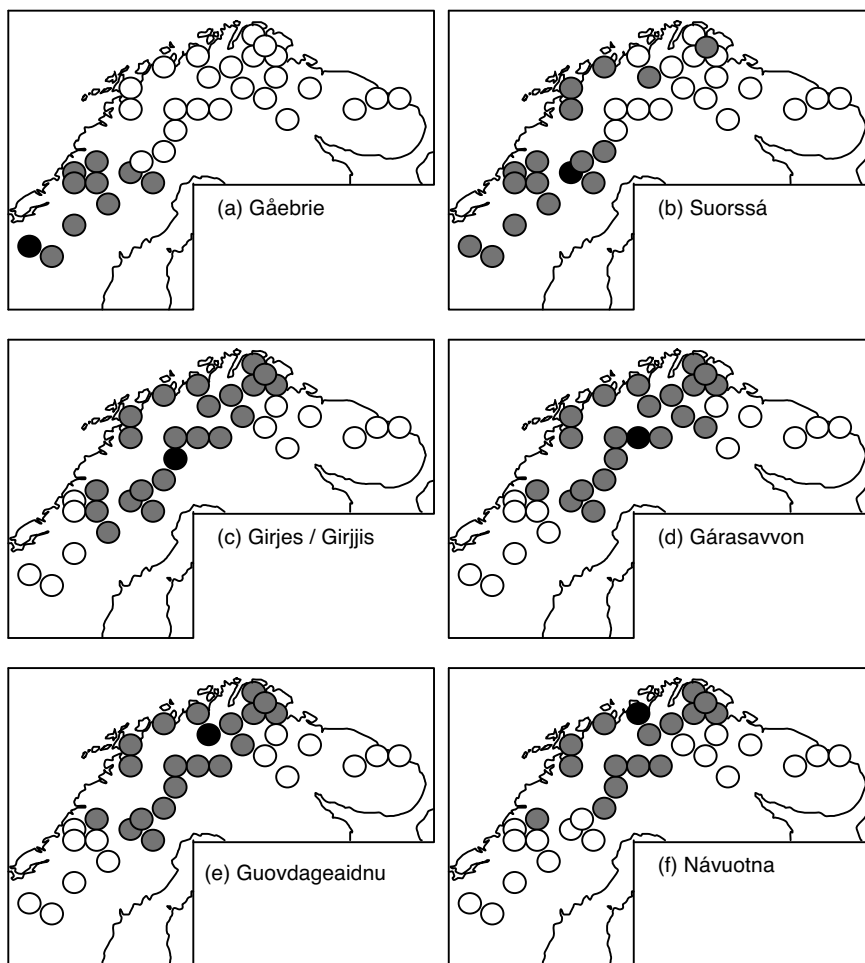 (a) Gåebrie
(b) Suorssá
(c) Girjes / Girjjis
(d) Gárasavvon
(e) Guovdageaidnu
(f) Návuotna